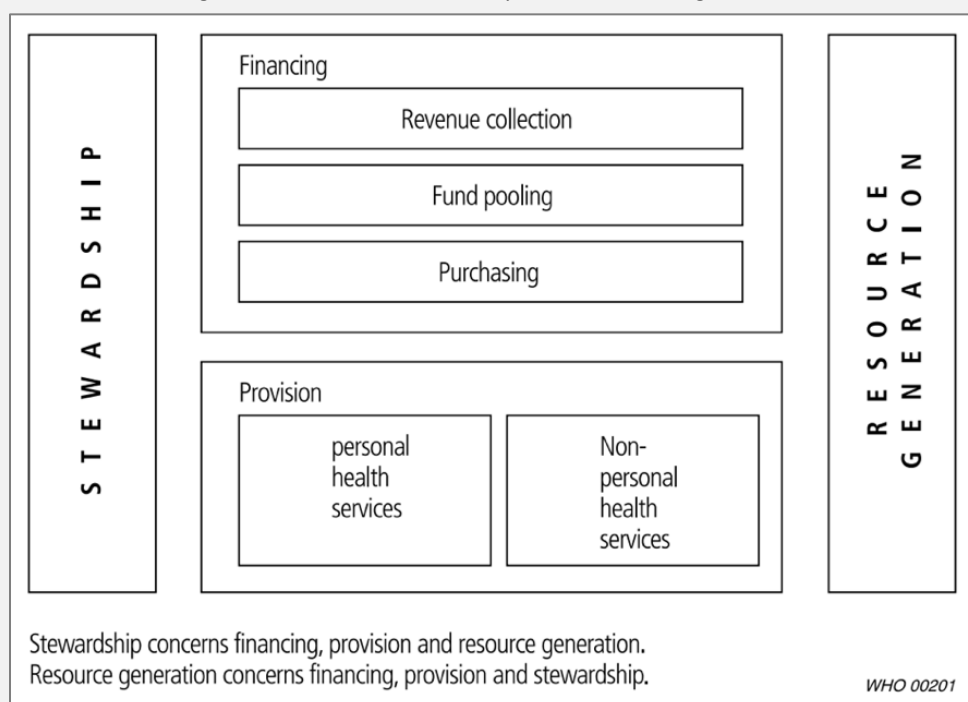 STEWARDSHIP
Financing
Revenue collection
Fund pooling
Purchasing
Provision
personal
health
services
Non-
personal
health
services
RESOURCE
GENERATION
Stewardship concerns financing, provision and resource generation.
Resource generation concerns financing, provision and stewardship.
WHO 00201